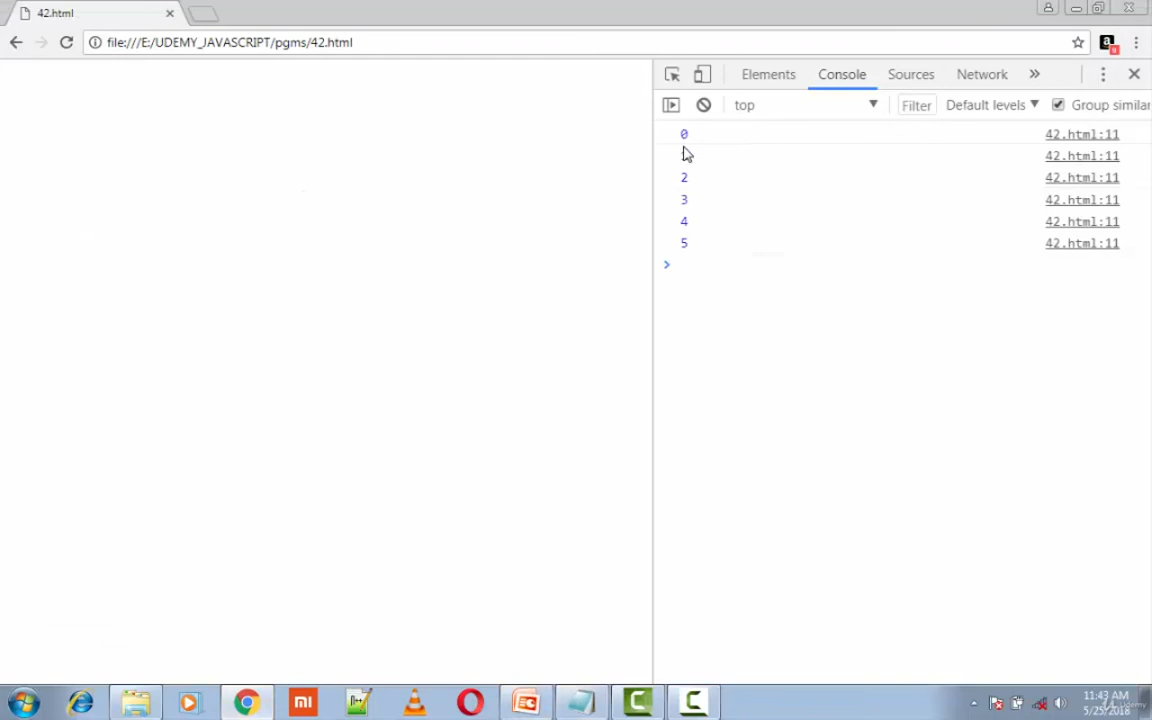 42.html
file:///E:/UDEMY_JAVASCRIPT/pgms/42.html
Elements Console Sources Network »
top Filter Default levels Group similar
0 42.html:11
42.html:11
2 42.html:11
3 42.html:11
4 42.html:11
5 42.html:11
>
11:43 AM
5/25/2018
Udemy